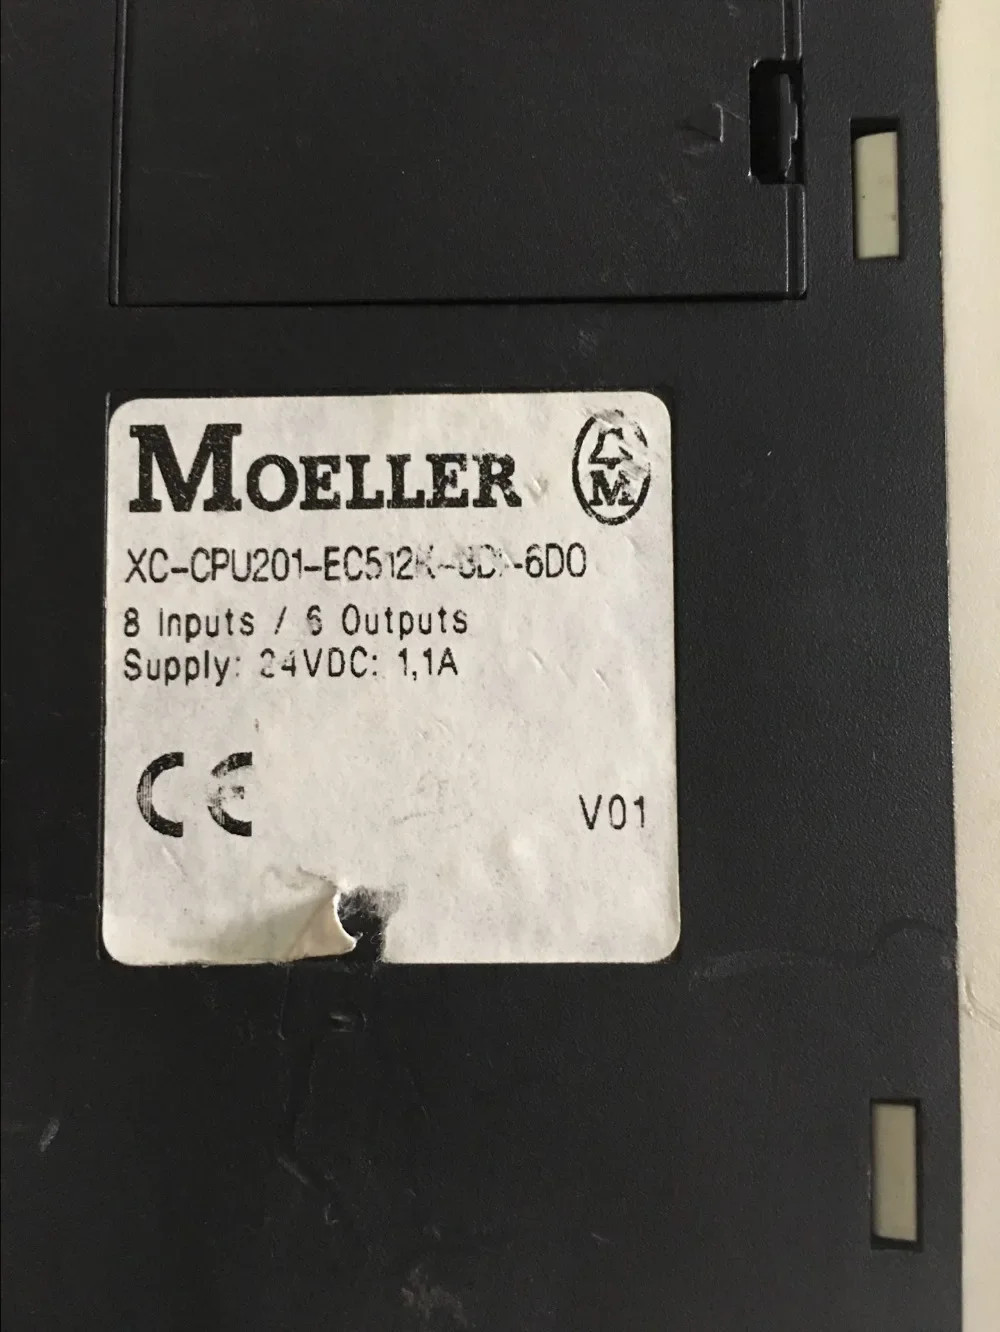 MOELLER
M
XC-CPU201-EC512K-8DI-6DO
8 Inputs / 6 Outputs
Supply: 24VDC: 1,1A
CE
V01